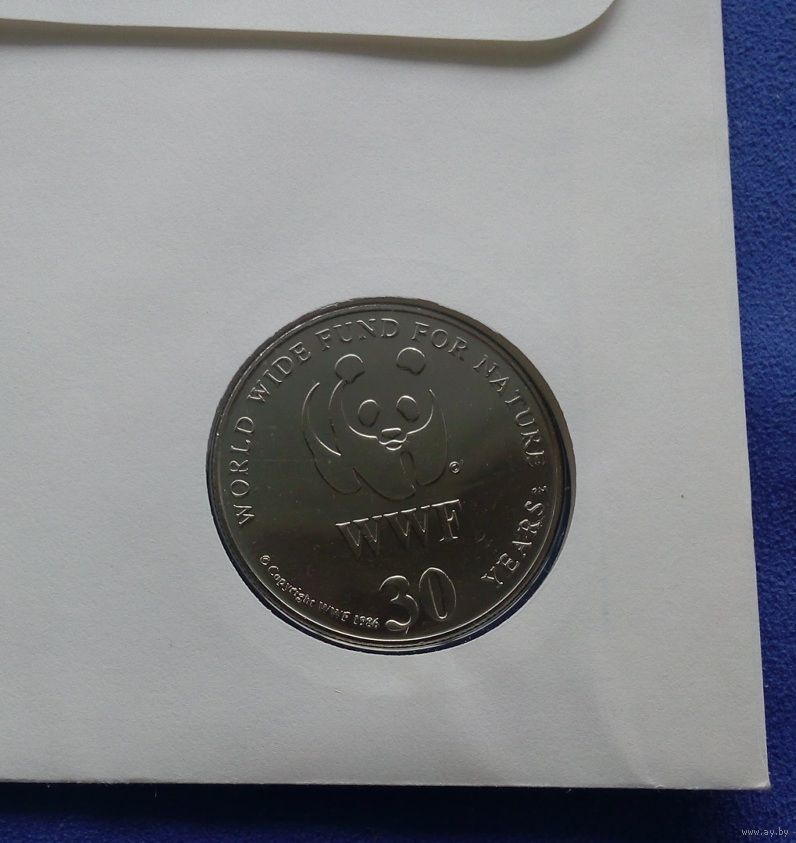 WORLD WIDE FUND FOR NATURE
©
WWF
30 YEARS
© Copyright WWF 1986
www.ay.by